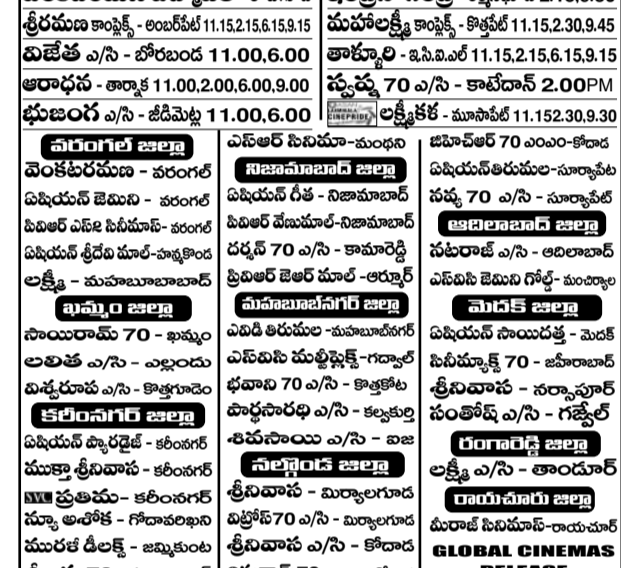 శ్రీరమణ కాంప్లెక్స్ - అంబర్‌పేట్ 11.15,2.15,6.15,9.15
విజేత ఎ/సి - బోరబండ 11.00,6.00
ఆరాధన - తార్నాక 11.00,2.00,6.00,9.00
భుజంగ ఎ/సి - జీడిమెట్ల 11.00,6.00
మహాలక్ష్మి కాంప్లెక్స్ - కొత్తపేట్ 11.15,2.30,9.45
తాళ్ళూరి - ఇ.సి.ఐ.ఎల్ 11.15,2.15,6.15,9.15
స్వప్న 70 ఎ/సి - కాటేదాన్ 2.00PM
లక్ష్మీకళ - మూసాపేట్ 11.152.30,9.30
వరంగల్ జిల్లా
వెంకటరమణ - వరంగల్
ఏషియన్ జెమిని - వరంగల్
పివిఆర్ ఎస్2 సినిమాస్- వరంగల్
ఏషియన్ శ్రీదేవి మాల్-హన్మకొండ
లక్ష్మీ - మహబూబాబాద్
ఖమ్మం జిల్లా
సాయిరామ్ 70 - ఖమ్మం
లలిత ఎ/సి - ఎల్లందు
విశ్వరూప ఎ/సి - కొత్తగూడెం
కరీంనగర్ జిల్లా
ఏషియన్ ప్యారడైజ్ - కరీంనగర్
ముక్తా శ్రీనివాస - కరీంనగర్
SVC ప్రతిమ- కరీంనగర్
న్యూ అశోక - గోదావరిఖని
మురళీ డీలక్స్ - జమ్మికుంట
ఎస్ఆర్ సినిమా-మంథని
నిజామాబాద్ జిల్లా
ఏషియన్ గీత - నిజామాబాద్
పివిఆర్ వేణుమాల్-నిజామాబాద్
దర్శన్ 70 ఎ/సి - కామారెడ్డి
ప్రివిఆర్ జెఆర్ మాల్ -ఆర్మూర్
మహబూబ్‌నగర్ జిల్లా
ఎవిడి తిరుమల -మహబూబ్‌నగర్
ఎస్‌విసి మల్టీప్లెక్స్-గద్వాల్
భవాని 70 ఎ/సి - కొత్తకోట
పార్థసారథి ఎ/సి - కల్వకుర్తి
శివసాయి ఎ/సి - ఐజ
నల్గొండ జిల్లా
శ్రీనివాస - మిర్యాలగూడ
విట్రోస్70 ఎ/సి - మిర్యాలగూడ
శ్రీనివాస ఎ/సి - కోదాడ
జిహెచ్ఆర్ 70 ఎంఎం-కోదాడ
ఏషియన్‌తిరుమల-సూర్యాపేట
నవ్య 70 ఎ/సి - సూర్యాపేట్
ఆదిలాబాద్ జిల్లా
నటరాజ్ ఎ/సి - ఆదిలాబాద్
ఎస్‌విసి జెమిని గోల్డ్- మంచిర్యాల
మెదక్ జిల్లా
ఏషియన్ సాయిదత్త - మెదక్
సినీమ్యాక్స్ 70 - జహీరాబాద్
శ్రీనివాస - నర్సాపూర్
సంతోష్ ఎ/సి - గజ్వేల్
రంగారెడ్డి జిల్లా
లక్ష్మీ ఎ/సి - తాండూర్
రాయచూరు జిల్లా
మీరాజ్ సినిమాస్-రాయచూర్
GLOBAL CINEMAS
RELEASE